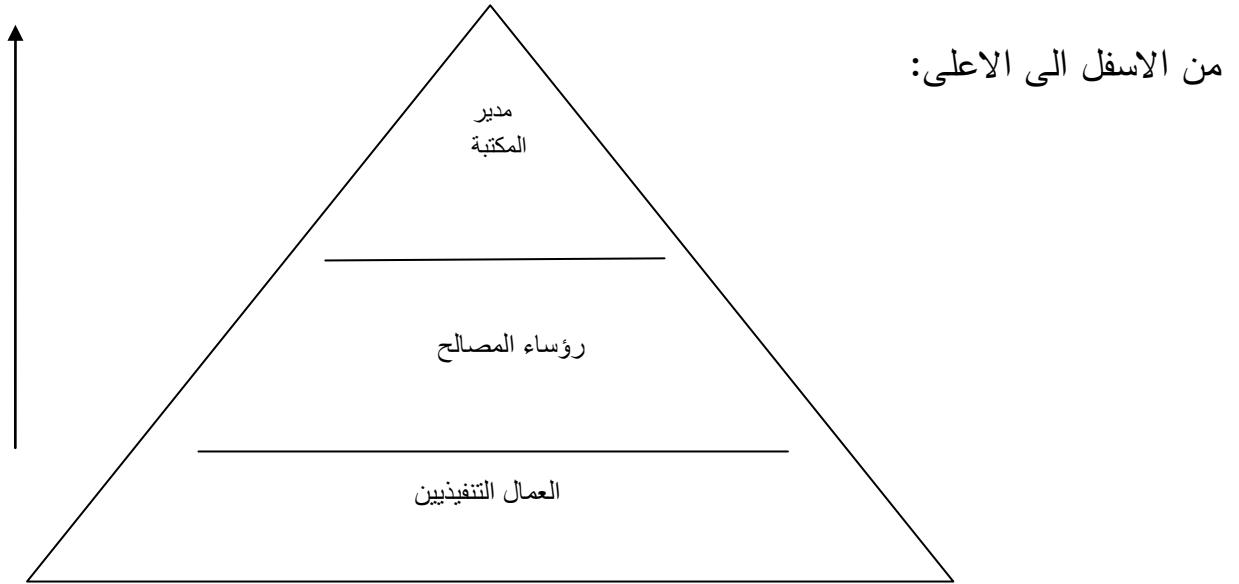 من الاسفل الى الاعلى:
مدير
المكتبة
رؤساء المصالح
العمال التنفيذيين